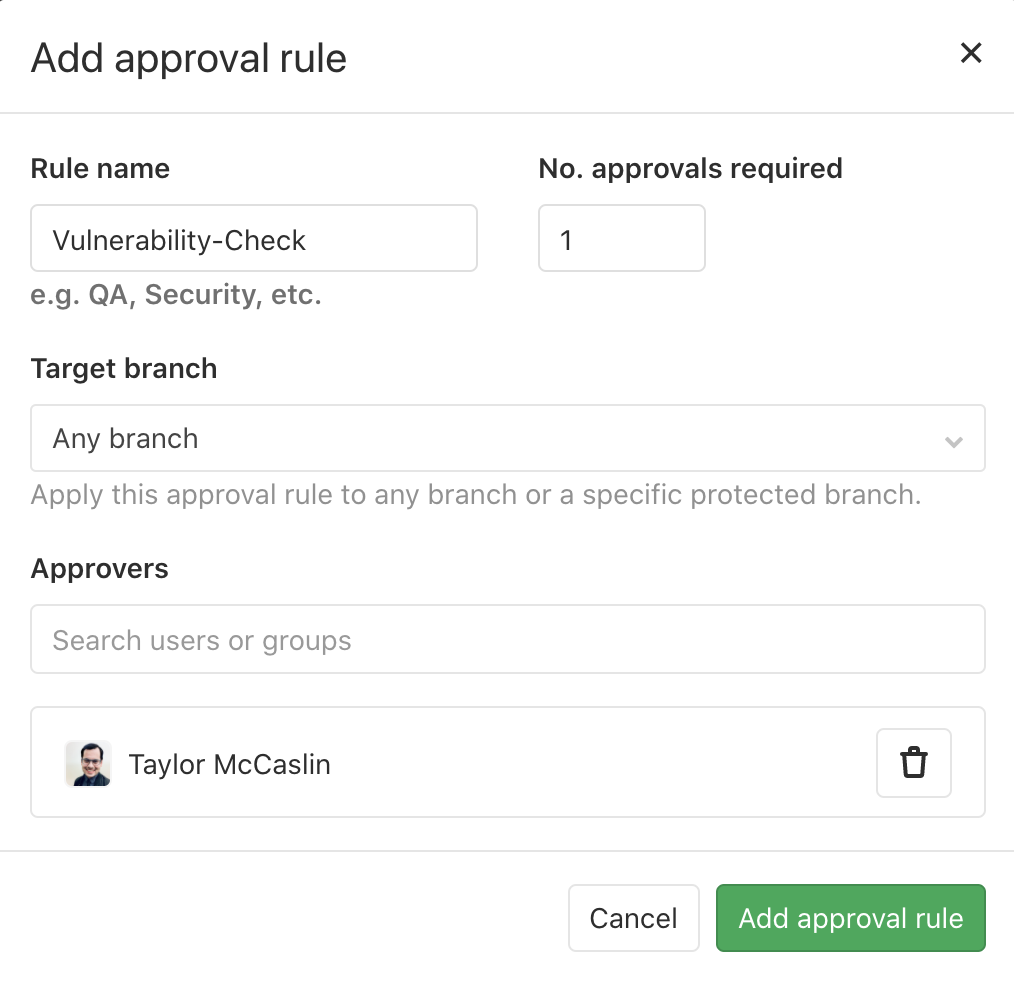 Add approval rule
Rule name
No. approvals required
Vulnerability-Check
1
e.g. QA, Security, etc.
Target branch
Any branch
Apply this approval rule to any branch or a specific protected branch.
Approvers
Search users or groups
Taylor McCaslin
Cancel
Add approval rule